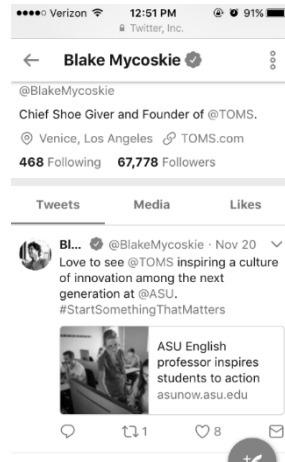 Verizon 12:51 PM 91%
Twitter, Inc.
Blake Mycoskie
@BlakeMycoskie
Chief Shoe Giver and Founder of @TOMS.
Venice, Los Angeles TOMS.com
468 Following 67,778 Followers
Tweets Media Likes
Bl... @BlakeMycoskie · Nov 20
Love to see @TOMS inspiring a culture
of innovation among the next
generation at @ASU.
#StartSomethingThatMatters
ASU English
professor inspires
students to action
asunow.asu.edu
1 8